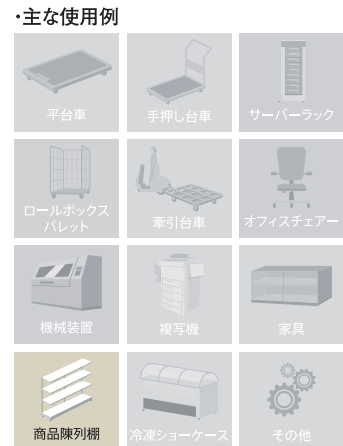 ・主な使用例
平台車
手押し台車
サーバーラック
ロールボックス
パレット
牽引台車
オフィスチェアー
機械装置
複写機
家具
商品陳列棚
冷凍ショーケース
その他